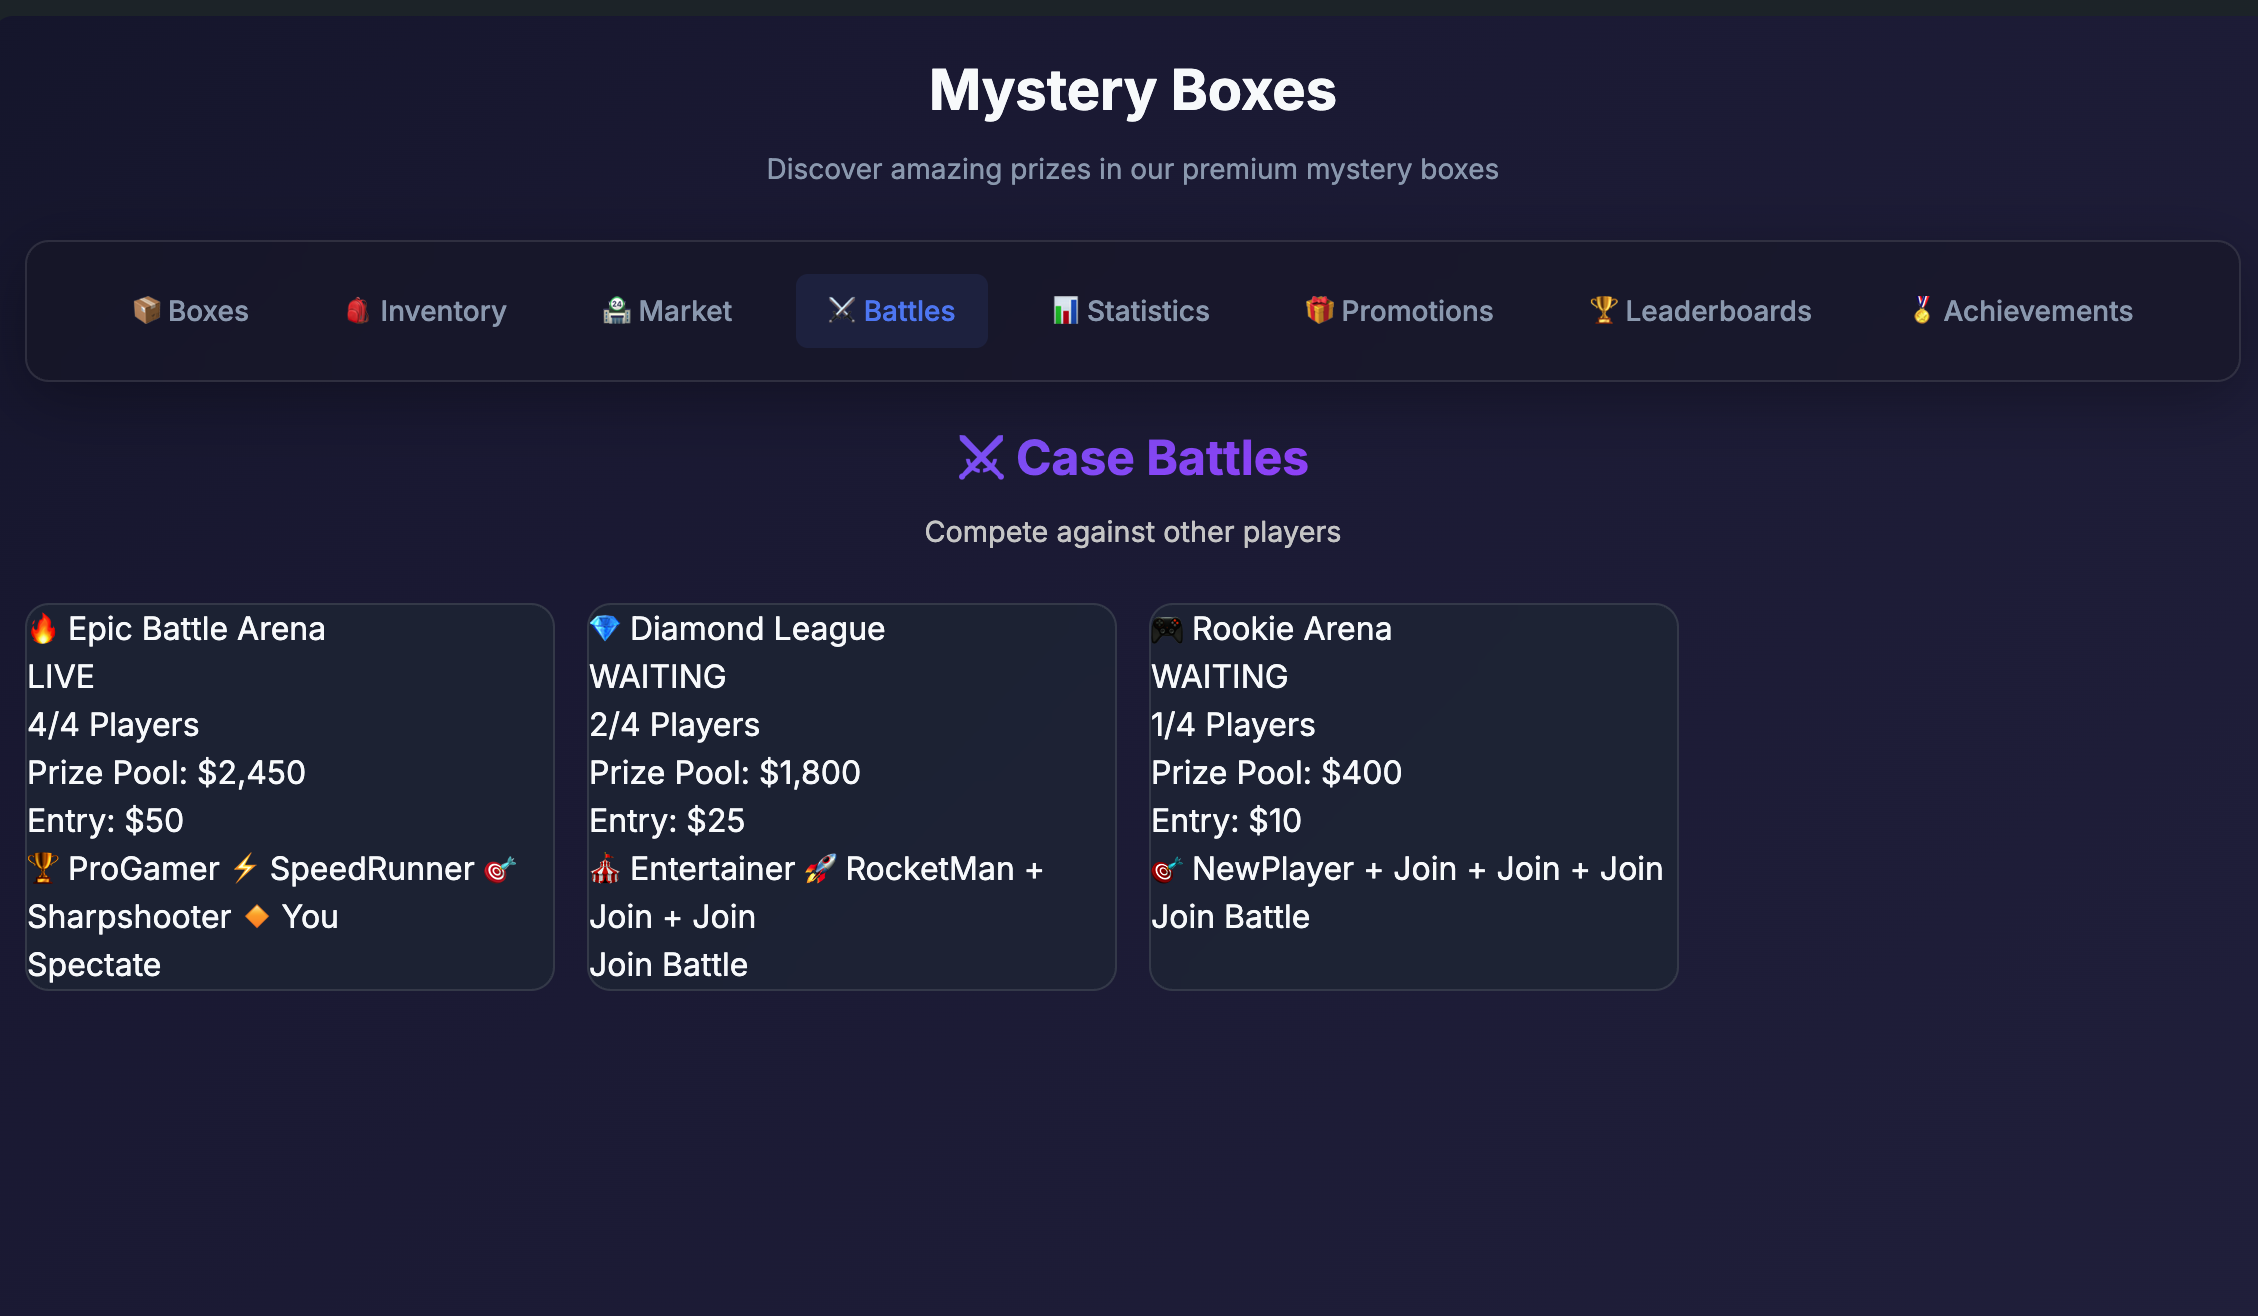 Mystery Boxes
Discover amazing prizes in our premium mystery boxes
📦 Boxes
🎒 Inventory
🏪 Market
⚔️ Battles
📊 Statistics
🎁 Promotions
🏆 Leaderboards
🏅 Achievements
⚔ Case Battles
Compete against other players
🔥 Epic Battle Arena
LIVE
4/4 Players
Prize Pool: $2,450
Entry: $50
🏆 ProGamer ⚡ SpeedRunner 🎯
Sharpshooter 🔶 You
Spectate
💎 Diamond League
WAITING
2/4 Players
Prize Pool: $1,800
Entry: $25
🎪 Entertainer 🚀 RocketMan +
Join + Join
Join Battle
🎮 Rookie Arena
WAITING
1/4 Players
Prize Pool: $400
Entry: $10
🎯 NewPlayer + Join + Join + Join
Join Battle